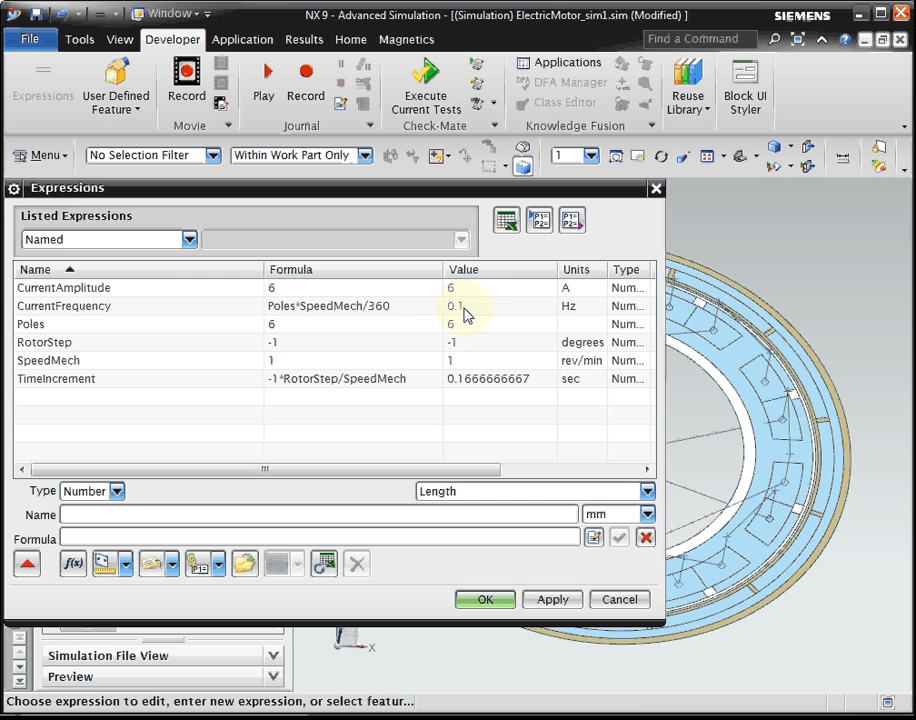 Window
NX 9 - Advanced Simulation - [(Simulation) ElectricMotor_sim1.sim (Modified) ]
SIEMENS
File
Tools
View
Developer
Application
Results
Home
Magnetics
Find a Command
Expressions
User Defined
Feature
Record
Movie
Play
Record
Journal
Execute
Current Tests
Check-Mate
Applications
DFA Manager
Class Editor
Knowledge Fusion
Reuse
Library
Block UI
Styler
Menu
No Selection Filter
Within Work Part Only
1
Expressions
Listed Expressions
Named
Name Formula Value Units Type
CurrentAmplitude 6 6 A Num...
CurrentFrequency Poles*SpeedMech/360 0.1 Hz Num...
Poles 6 6 Num...
RotorStep -1 -1 degrees Num...
SpeedMech 1 1 rev/min Num...
TimeIncrement -1*RotorStep/SpeedMech 0.1666666667 sec Num...
Type Number Length
Name mm
Formula
f(x)
P1=
OK Apply Cancel
X
Simulation File View
Preview
Choose expression to edit, enter new expression, or select featur...